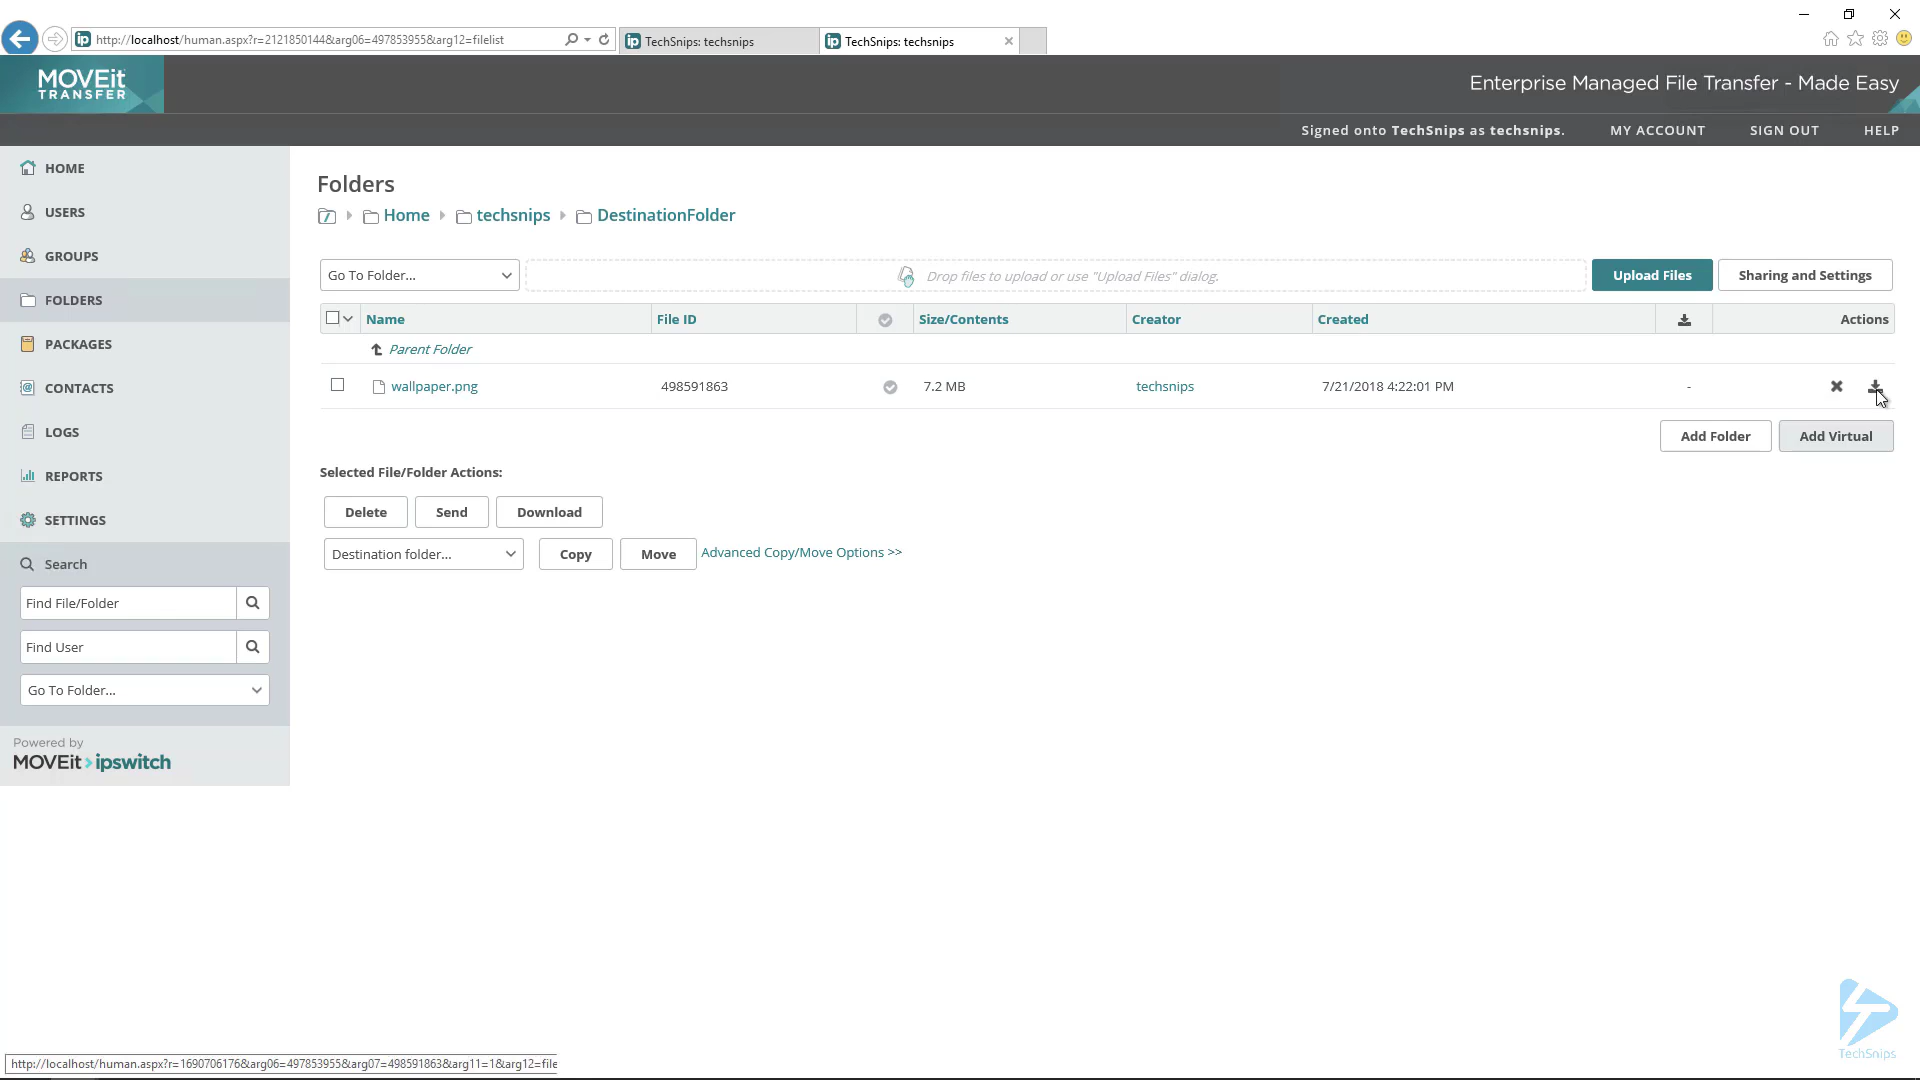 http://localhost/human.aspx?r=2121850144&arg06=497853955&arg12=filelist
TechSnips: techsnips
TechSnips: techsnips
MOVEit
TRANSFER
Enterprise Managed File Transfer - Made Easy
Signed onto TechSnips as techsnips.
MY ACCOUNT
SIGN OUT
HELP
HOME
USERS
GROUPS
FOLDERS
PACKAGES
CONTACTS
LOGS
REPORTS
SETTINGS
Search
Find File/Folder
Find User
Go To Folder...
Powered by
MOVEit ipswitch
Folders
Home techsnips DestinationFolder
Go To Folder...
Drop files to upload or use "Upload Files" dialog.
Upload Files
Sharing and Settings
Name File ID Size/Contents Creator Created Actions
Parent Folder
wallpaper.png 498591863 7.2 MB techsnips 7/21/2018 4:22:01 PM -
Add Folder
Add Virtual
Selected File/Folder Actions:
Delete
Send
Download
Destination folder...
Copy
Move
Advanced Copy/Move Options >>
TechSnips
http://localhost/human.aspx?r=1690706176&arg06=497853955&arg07=498591863&arg11=1&arg12=file